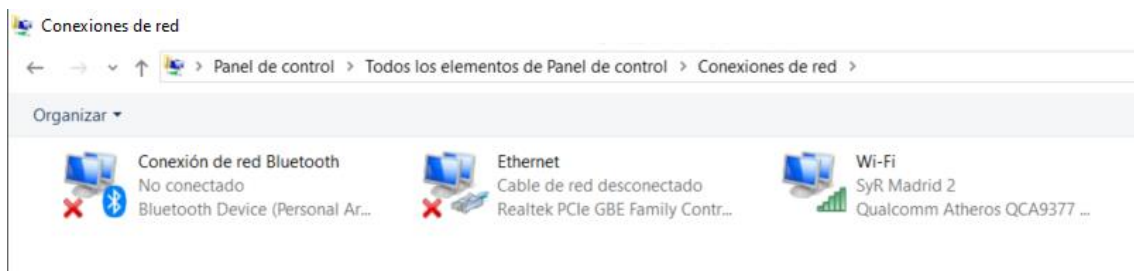 Conexiones de red
Panel de control > Todos los elementos de Panel de control > Conexiones de red >
Organizar
Conexión de red Bluetooth
No conectado
Bluetooth Device (Personal Ar...
Ethernet
Cable de red desconectado
Realtek PCIe GBE Family Contr...
Wi-Fi
SyR Madrid 2
Qualcomm Atheros QCA9377 ...